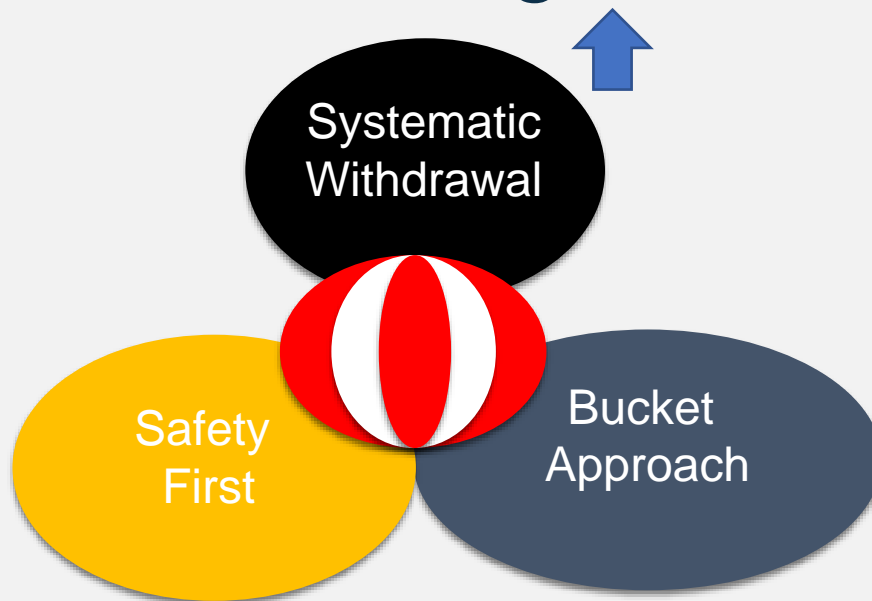 Systematic
Withdrawal
Safety
First
Bucket
Approach